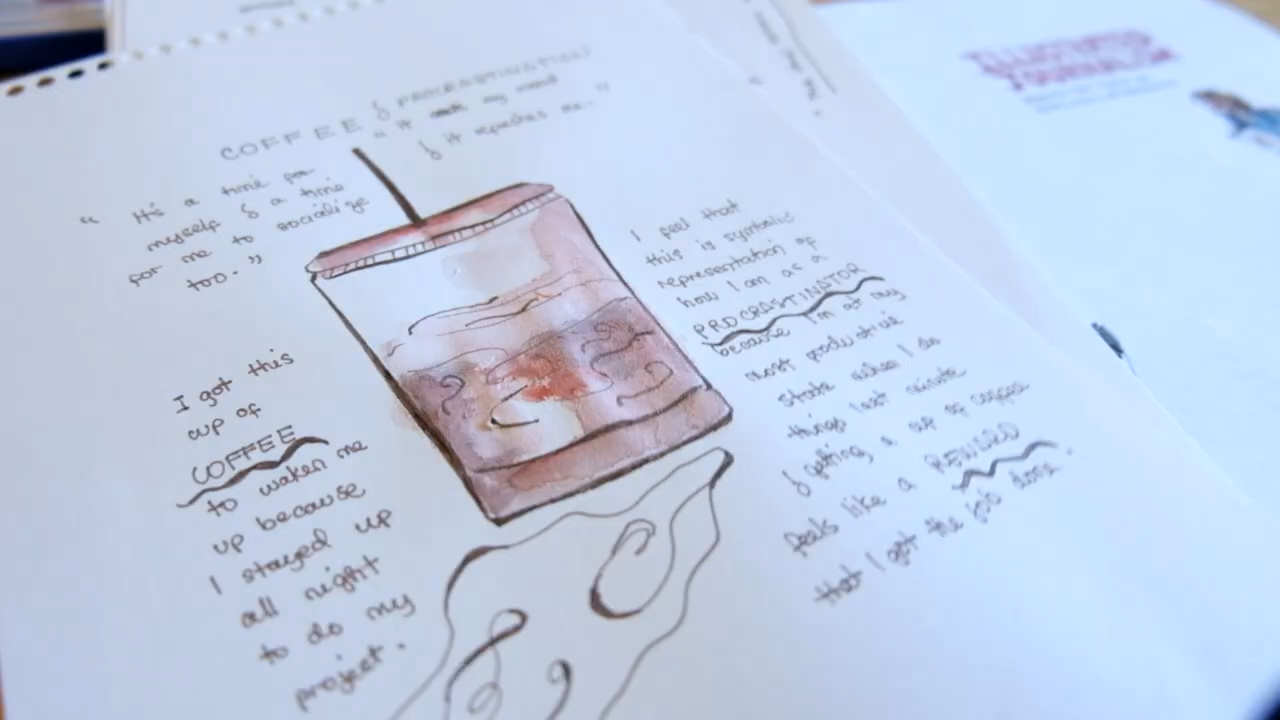 COFFEE & PROCRASTINATION
"It my mood
& it refreshes me."
"It's a time for
myself & a time
for me to socialize
too."
I got this
cup of
COFFEE
to waken me
up because
I stayed up
all night
to do my
project.
I feel that
this is symbolic
representation of
how I am as a
PROCRASTINATOR
because I'm at my
most productive
state when I do
things last minute
& getting a cup of coffee
feels like a REWARD
that I got the job done.
ILLUSTRATED
JOURNALISM